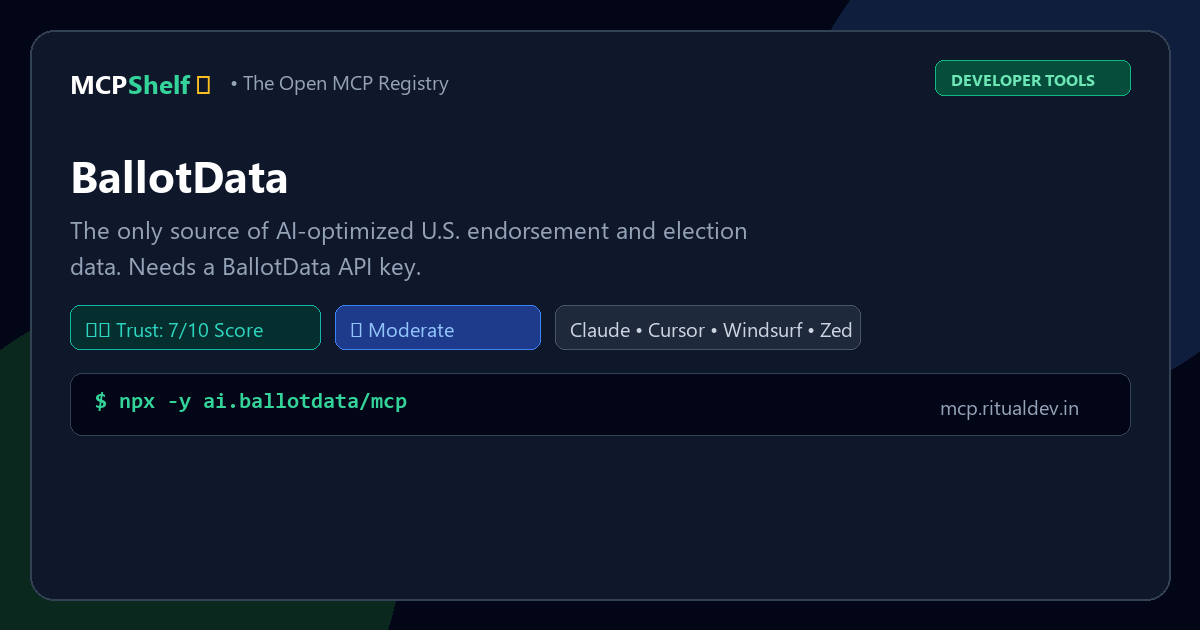 MCPShelf • The Open MCP Registry
DEVELOPER TOOLS
BallotData
The only source of AI-optimized U.S. endorsement and election
data. Needs a BallotData API key.
Trust: 7/10 Score
Moderate
Claude • Cursor • Windsurf • Zed
$ npx -y ai.ballotdata/mcp
mcp.ritualdev.in